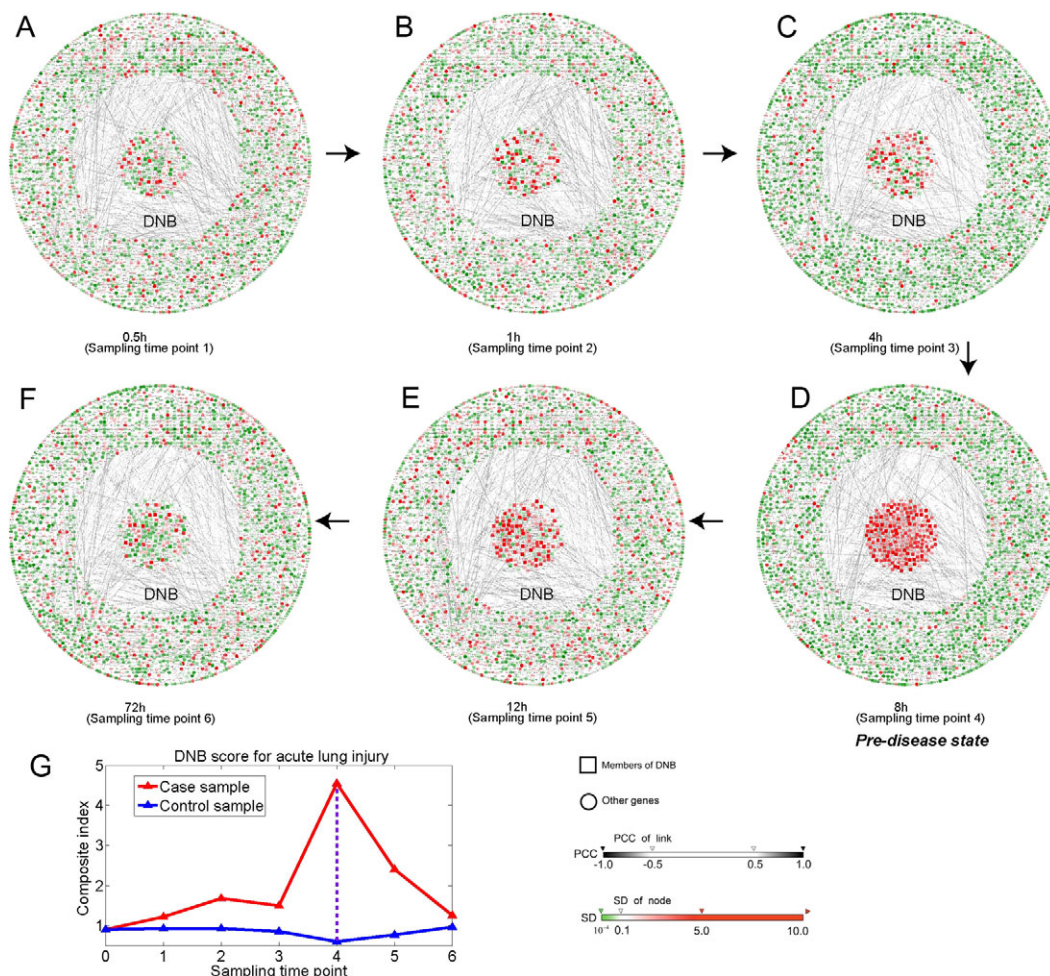 A
B
C
DNB
DNB
0.5h
(Sampling time point 1)
1h
(Sampling time point 2)
4h
(Sampling time point 3)
F
E
D
DNB
DNB
DNB
72h
(Sampling time point 6)
12h
(Sampling time point 5)
8h
(Sampling time point 4)
Pre-disease state
G
DNB score for acute lung injury
Case sample
Control sample
Composite index
5
4
3
2
1
0 1 2 3 4 5 6
Sampling time point
Members of DNB
Other genes
PCC of link
PCC
-1.0 -0.5 0.5 1.0
SD of node
SD
10⁻⁴ 0.1 5.0 10.0